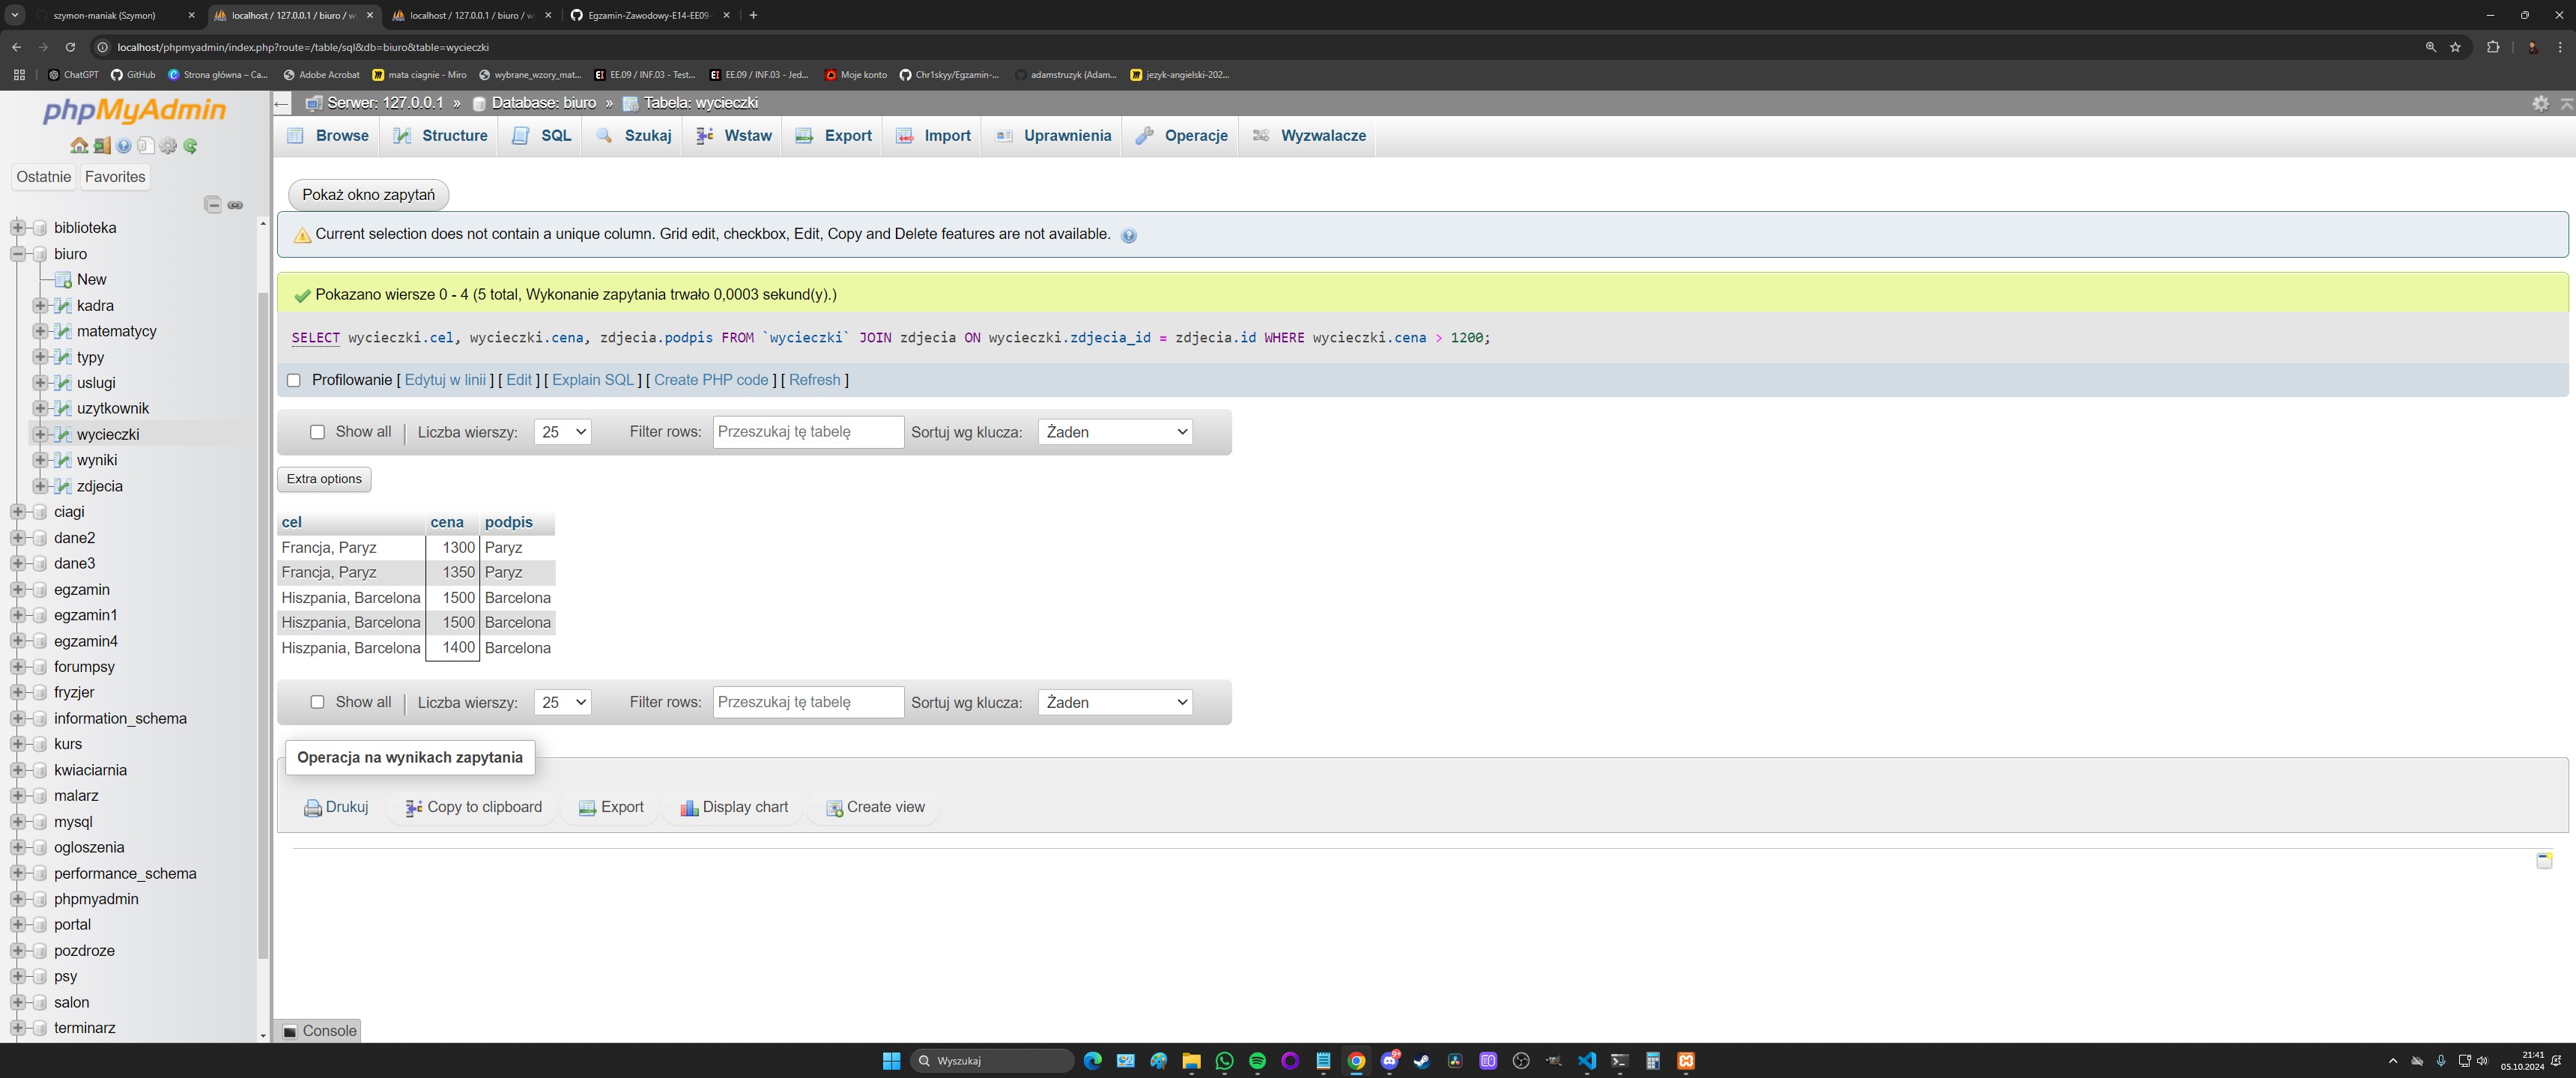 szymon-maniak (Szymon)
localhost / 127.0.0.1 / biuro / w
localhost / 127.0.0.1 / biuro / w
Egzamin-Zawodowy-E14-EE09-
localhost/phpmyadmin/index.php?route=/table/sql&db=biuro&table=wycieczki
ChatGPT
GitHub
Strona główna – Ca...
Adobe Acrobat
mata ciagnie - Miro
wybrane_wzory_mat...
EE.09 / INF.03 - Test...
EE.09 / INF.03 - Jed...
Moje konto
Chr1skyy/Egzamin-...
adamstruzyk (Adam...
jezyk-angielski-202...
phpMyAdmin
Ostatnie Favorites
biblioteka
biuro
New
kadra
matematycy
typy
uslugi
uzytkownik
wycieczki
wyniki
zdjecia
ciagi
dane2
dane3
egzamin
egzamin1
egzamin4
forumpsy
fryzjer
information_schema
kurs
kwiaciarnia
malarz
mysql
ogloszenia
performance_schema
phpmyadmin
portal
pozdroze
psy
salon
terminarz
Serwer: 127.0.0.1 » Database: biuro » Tabela: wycieczki
Browse Structure SQL Szukaj Wstaw Export Import Uprawnienia Operacje Wyzwalacze
Pokaż okno zapytań
Current selection does not contain a unique column. Grid edit, checkbox, Edit, Copy and Delete features are not available.
Pokazano wiersze 0 - 4 (5 total, Wykonanie zapytania trwało 0,0003 sekund(y).)
SELECT wycieczki.cel, wycieczki.cena, zdjecia.podpis FROM `wycieczki` JOIN zdjecia ON wycieczki.zdjecia_id = zdjecia.id WHERE wycieczki.cena > 1200;
Profilowanie [ Edytuj w linii ] [ Edit ] [ Explain SQL ] [ Create PHP code ] [ Refresh ]
Show all | Liczba wierszy: 25 Filter rows: Przeszukaj tę tabelę Sortuj wg klucza: Żaden
Extra options
cel cena podpis
Francja, Paryz 1300 Paryz
Francja, Paryz 1350 Paryz
Hiszpania, Barcelona 1500 Barcelona
Hiszpania, Barcelona 1500 Barcelona
Hiszpania, Barcelona 1400 Barcelona
Show all | Liczba wierszy: 25 Filter rows: Przeszukaj tę tabelę Sortuj wg klucza: Żaden
Operacja na wynikach zapytania
Drukuj Copy to clipboard Export Display chart Create view
Console
Wyszukaj
21:41
05.10.2024